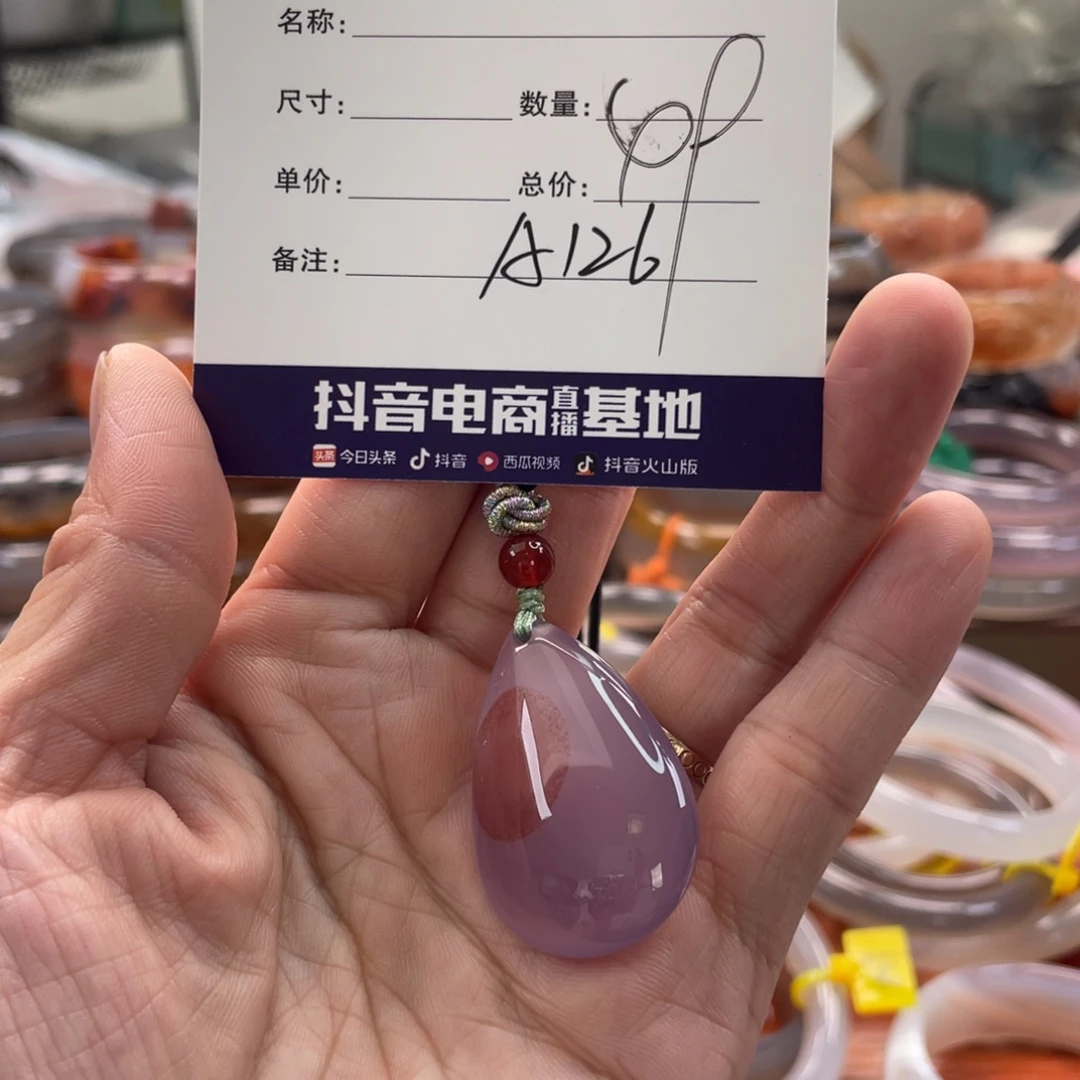 名称:
尺寸: 数量:
单价: 总价:
备注: A126
抖音电商直播基地
头条 今日头条 抖音 西瓜视频 抖音火山版